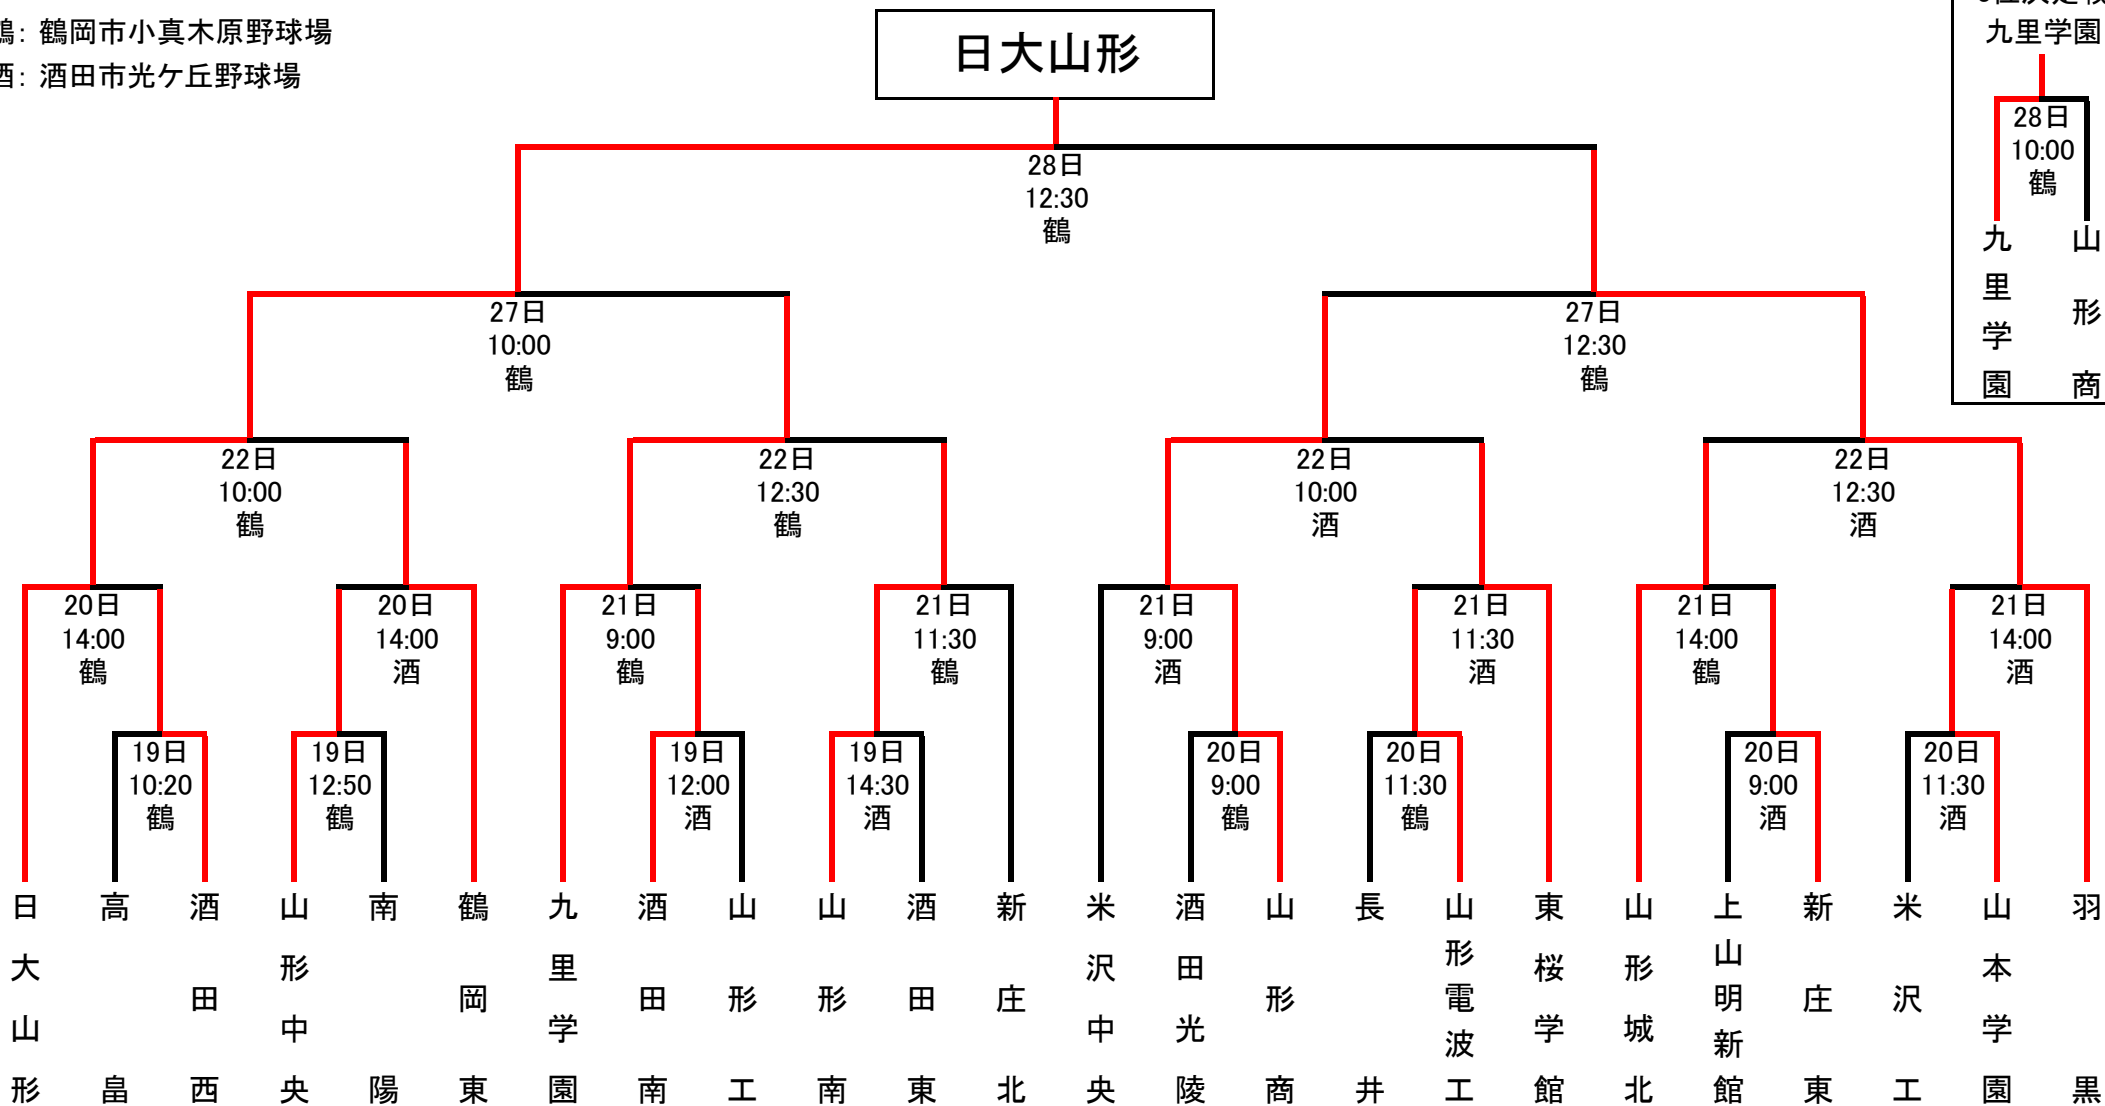 鶴：鶴岡市小真木原野球場
酒：酒田市光ケ丘野球場
日大山形
九里学園
28日
10:00
鶴
九里学園
山形商
28日
12:30
鶴
27日
10:00
鶴
27日
12:30
鶴
22日
10:00
鶴
22日
12:30
鶴
22日
10:00
酒
22日
12:30
酒
20日
14:00
鶴
20日
14:00
酒
21日
9:00
鶴
21日
11:30
鶴
21日
9:00
酒
21日
11:30
酒
21日
14:00
鶴
21日
14:00
酒
19日
10:20
鶴
19日
12:50
鶴
19日
12:00
酒
19日
14:30
酒
20日
9:00
鶴
20日
11:30
鶴
20日
9:00
酒
20日
11:30
酒
日大山形
高畠
酒田西
山形中央
南陽
鶴岡東
九里学園
酒田南
山形工
山形南
酒田東
新庄北
米沢中央
酒田光陵
山形商
長井
山形電波工
東桜学館
山形城北
上山明新館
新庄東
米沢工
山本学園
羽黒